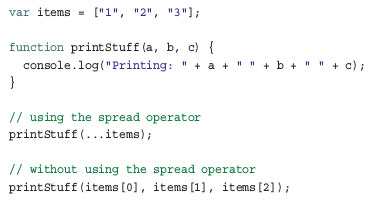 var items = ["1", "2", "3"];
function printStuff(a, b, c) {
  console.log("Printing: " + a + " " + b + " " + c);
}
// using the spread operator
printStuff(...items);
// without using the spread operator
printStuff(items[0], items[1], items[2]);